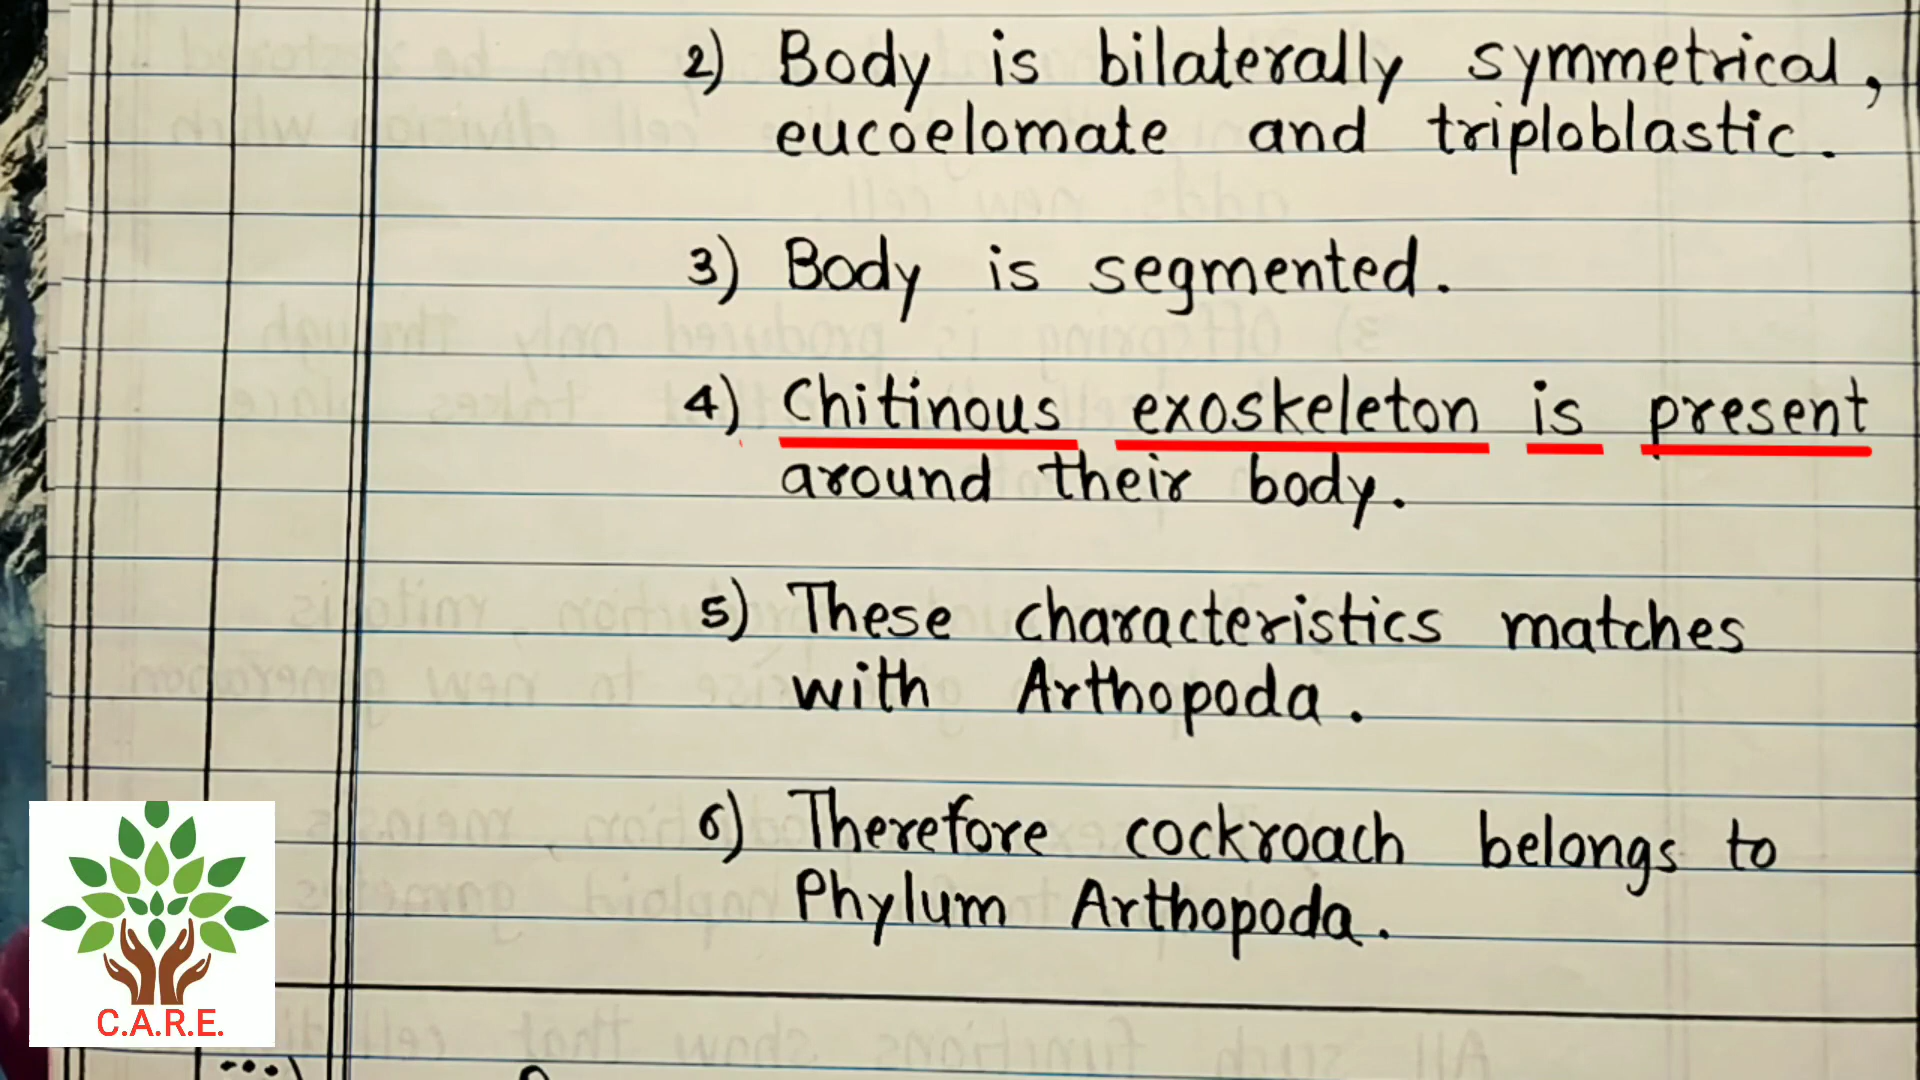 2) Body is bilaterally symmetrical,
eucoelomate and triploblastic.
3) Body is segmented.
4) Chitinous exoskeleton is present
around their body.
5) These characteristics matches
with Arthopoda.
6) Therefore cockroach belongs to
Phylum Arthopoda.
C.A.R.E.